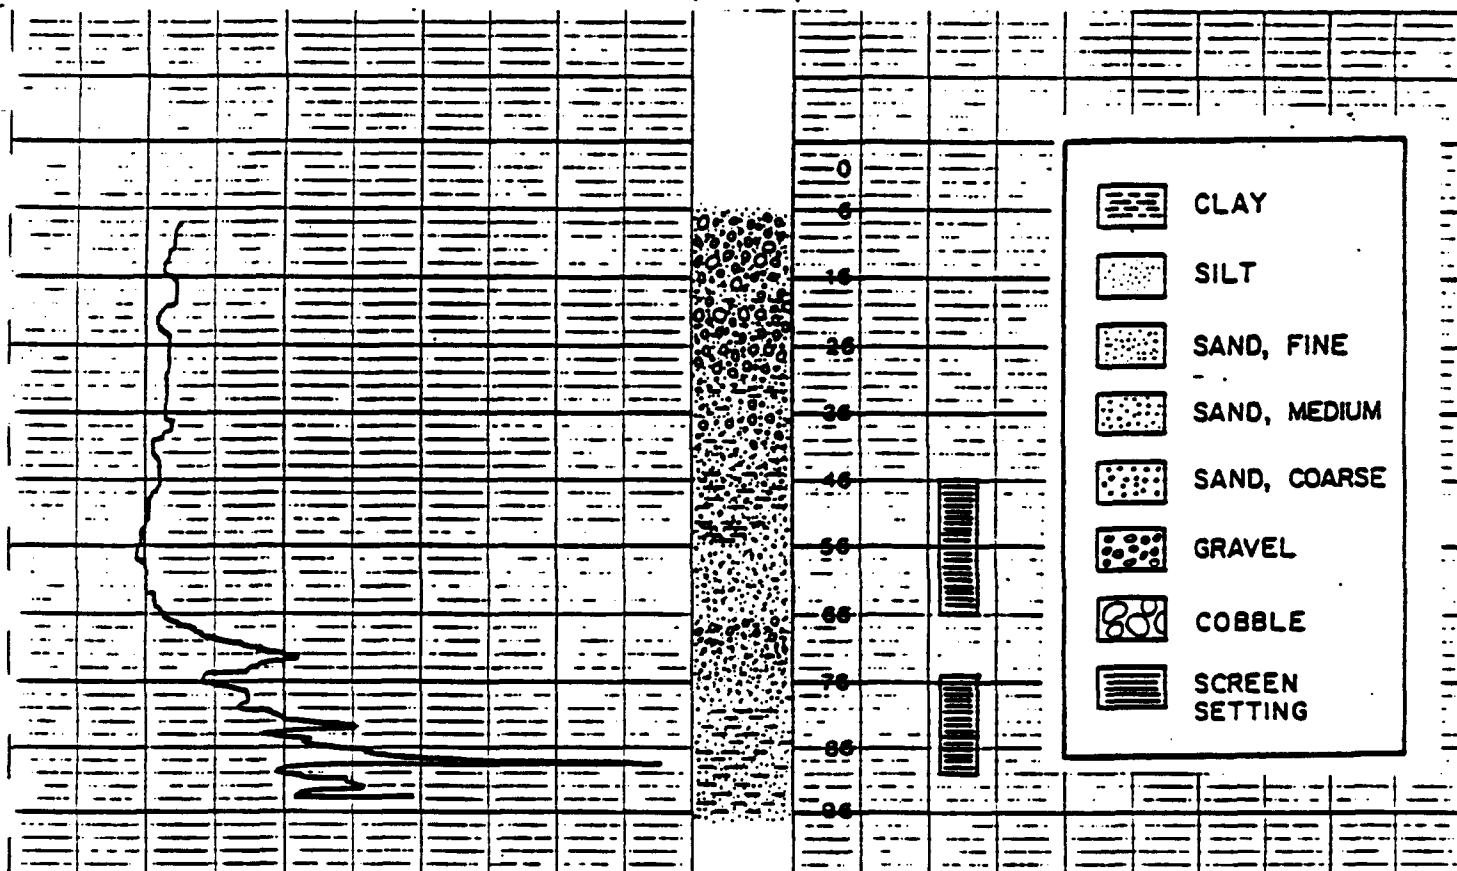 0
6
16
26
36
46
56
66
76
86
96
CLAY
SILT
SAND, FINE
SAND, MEDIUM
SAND, COARSE
GRAVEL
COBBLE
SCREEN
SETTING